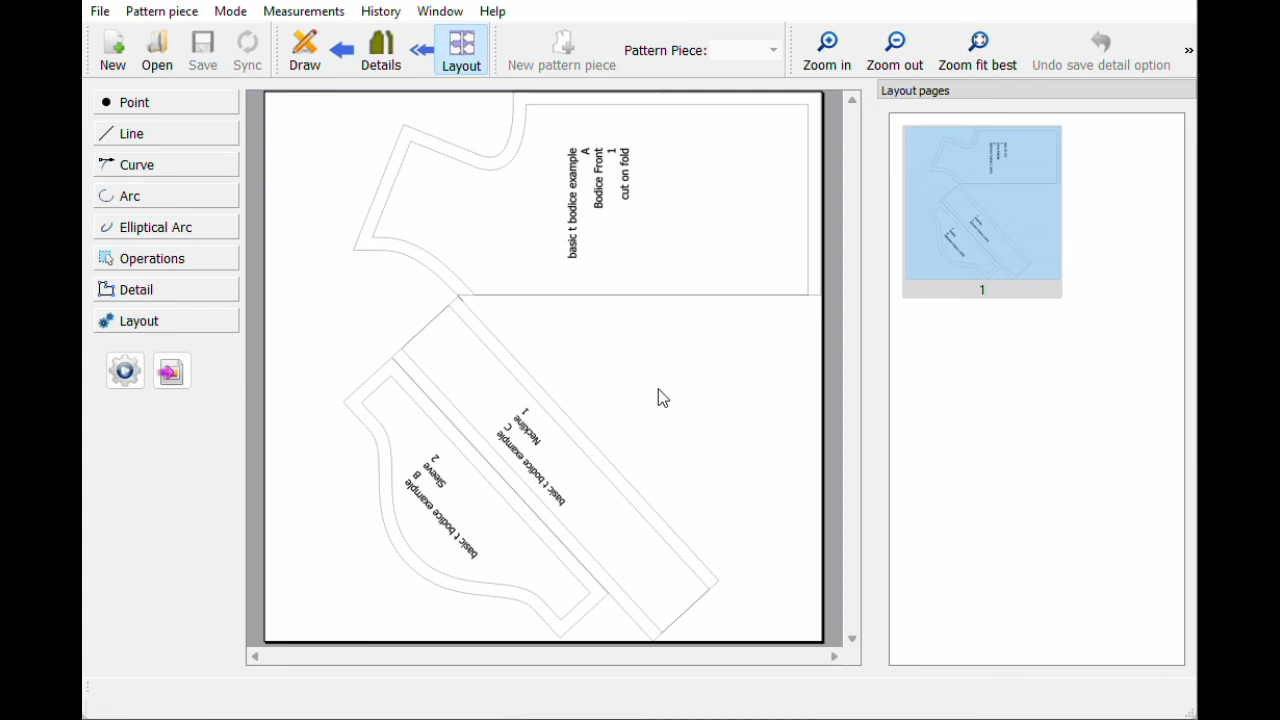 File Pattern piece Mode Measurements History Window Help
New Open Save Sync Draw Details Layout New pattern piece Pattern Piece: Zoom in Zoom out Zoom fit best Undo save detail option »
Layout pages
Point
Line
Curve
Arc
Elliptical Arc
Operations
Detail
Layout
basic t bodice example
A
Bodice Front
1
cut on fold
basic t bodice example
C
Neckline
1
basic t bodice example
B
Sleeve
2
1